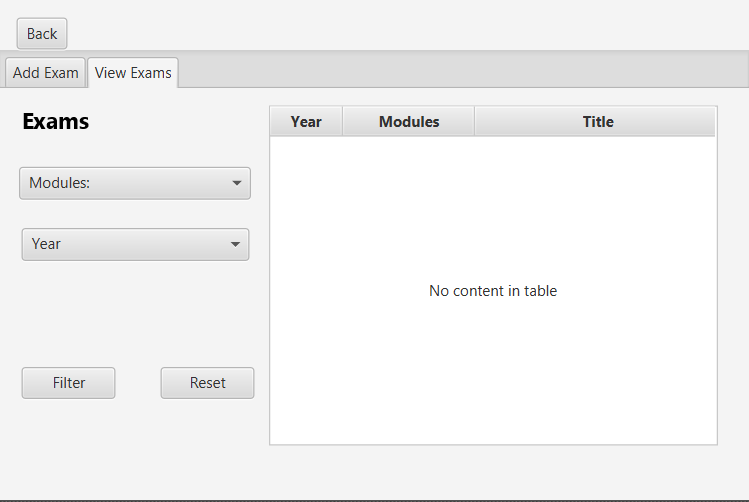 Back
Add Exam View Exams
Exams
Modules:
Year
Filter Reset
Year Modules Title
No content in table